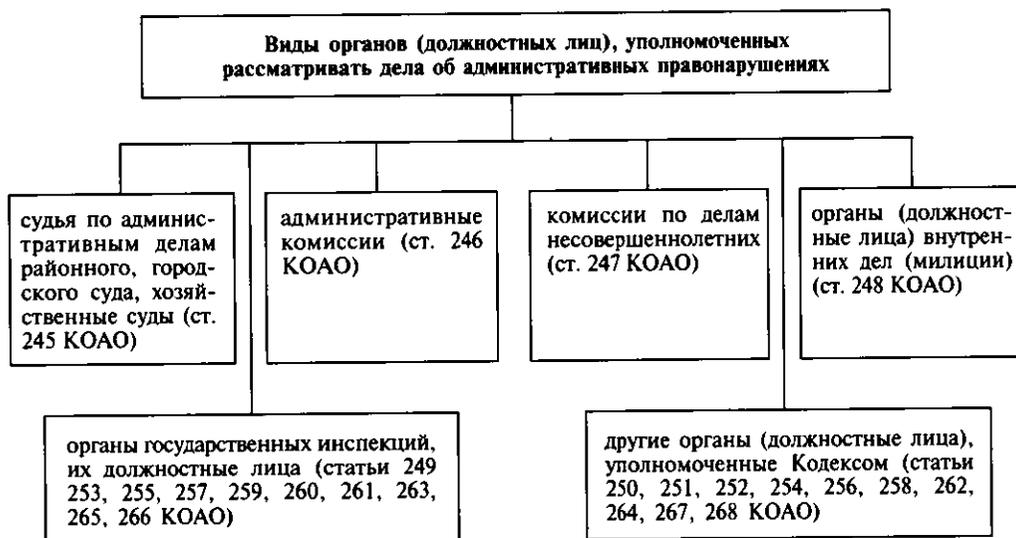 Виды органов (должностных лиц), уполномоченных
рассматривать дела об административных правонарушениях
судья по админис-
тративным делам
районного, город-
ского суда, хозяй-
ственные суды (ст.
245 КОАО)
административные
комиссии (ст. 246
КОАО)
комиссии по делам
несовершеннолетних
(ст. 247 КОАО)
органы (должност-
ные лица) внутрен-
них дел (милиции)
(ст. 248 КОАО)
органы государственных инспекций,
их должностные лица (статьи 249
253, 255, 257, 259, 260, 261, 263,
265, 266 КОАО)
другие органы (должностные лица),
уполномоченные Кодексом (статьи
250, 251, 252, 254, 256, 258, 262,
264, 267, 268 КОАО)